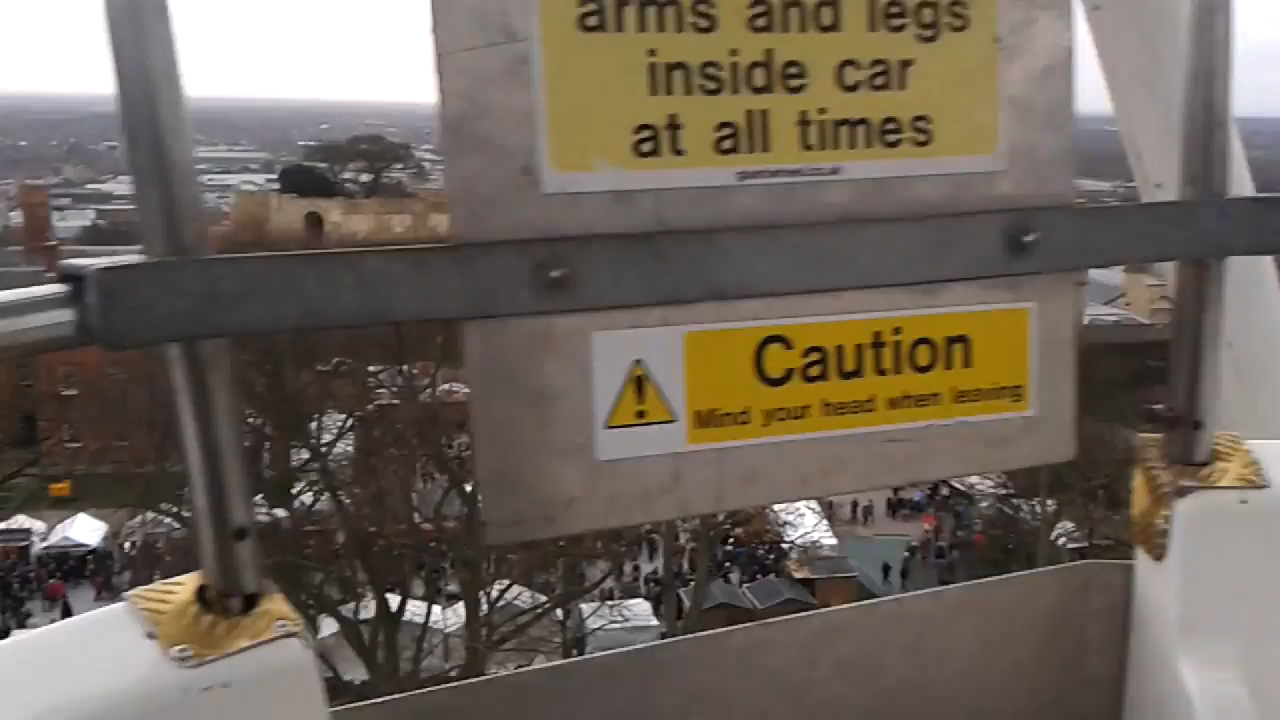 arms and legs
inside car
at all times
Caution
Mind your head when leaving